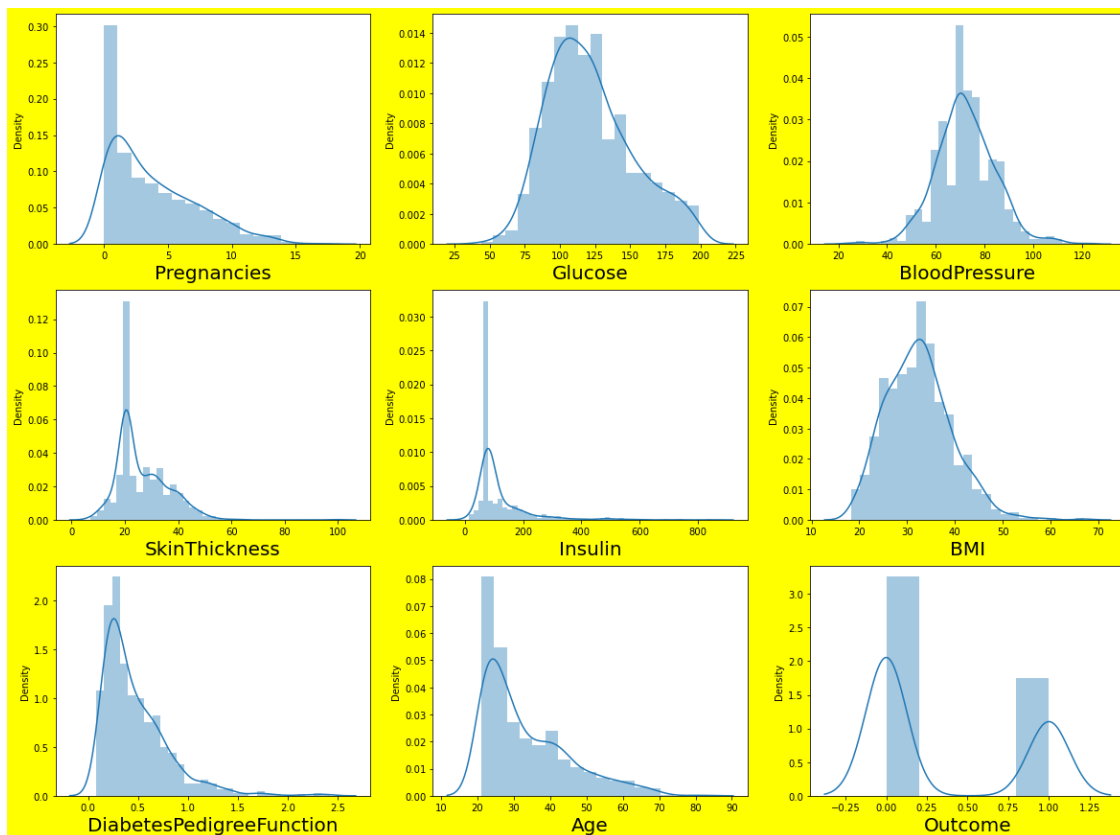 0.30
0.25
0.20
0.15
0.10
0.05
0.00
Density
0 5 10 15 20
Pregnancies
0.014
0.012
0.010
0.008
0.006
0.004
0.002
0.000
Density
25 50 75 100 125 150 175 200 225
Glucose
0.05
0.04
0.03
0.02
0.01
0.00
Density
20 40 60 80 100 120
BloodPressure
0.12
0.10
0.08
0.06
0.04
0.02
0.00
Density
0 20 40 60 80 100
SkinThickness
0.030
0.025
0.020
0.015
0.010
0.005
0.000
Density
0 200 400 600 800
Insulin
0.07
0.06
0.05
0.04
0.03
0.02
0.01
0.00
Density
10 20 30 40 50 60 70
BMI
2.0
1.5
1.0
0.5
0.0
Density
0.0 0.5 1.0 1.5 2.0 2.5
DiabetesPedigreeFunction
0.08
0.07
0.06
0.05
0.04
0.03
0.02
0.01
0.00
Density
10 20 30 40 50 60 70 80 90
Age
3.0
2.5
2.0
1.5
1.0
0.5
0.0
Density
−0.25 0.00 0.25 0.50 0.75 1.00 1.25
Outcome